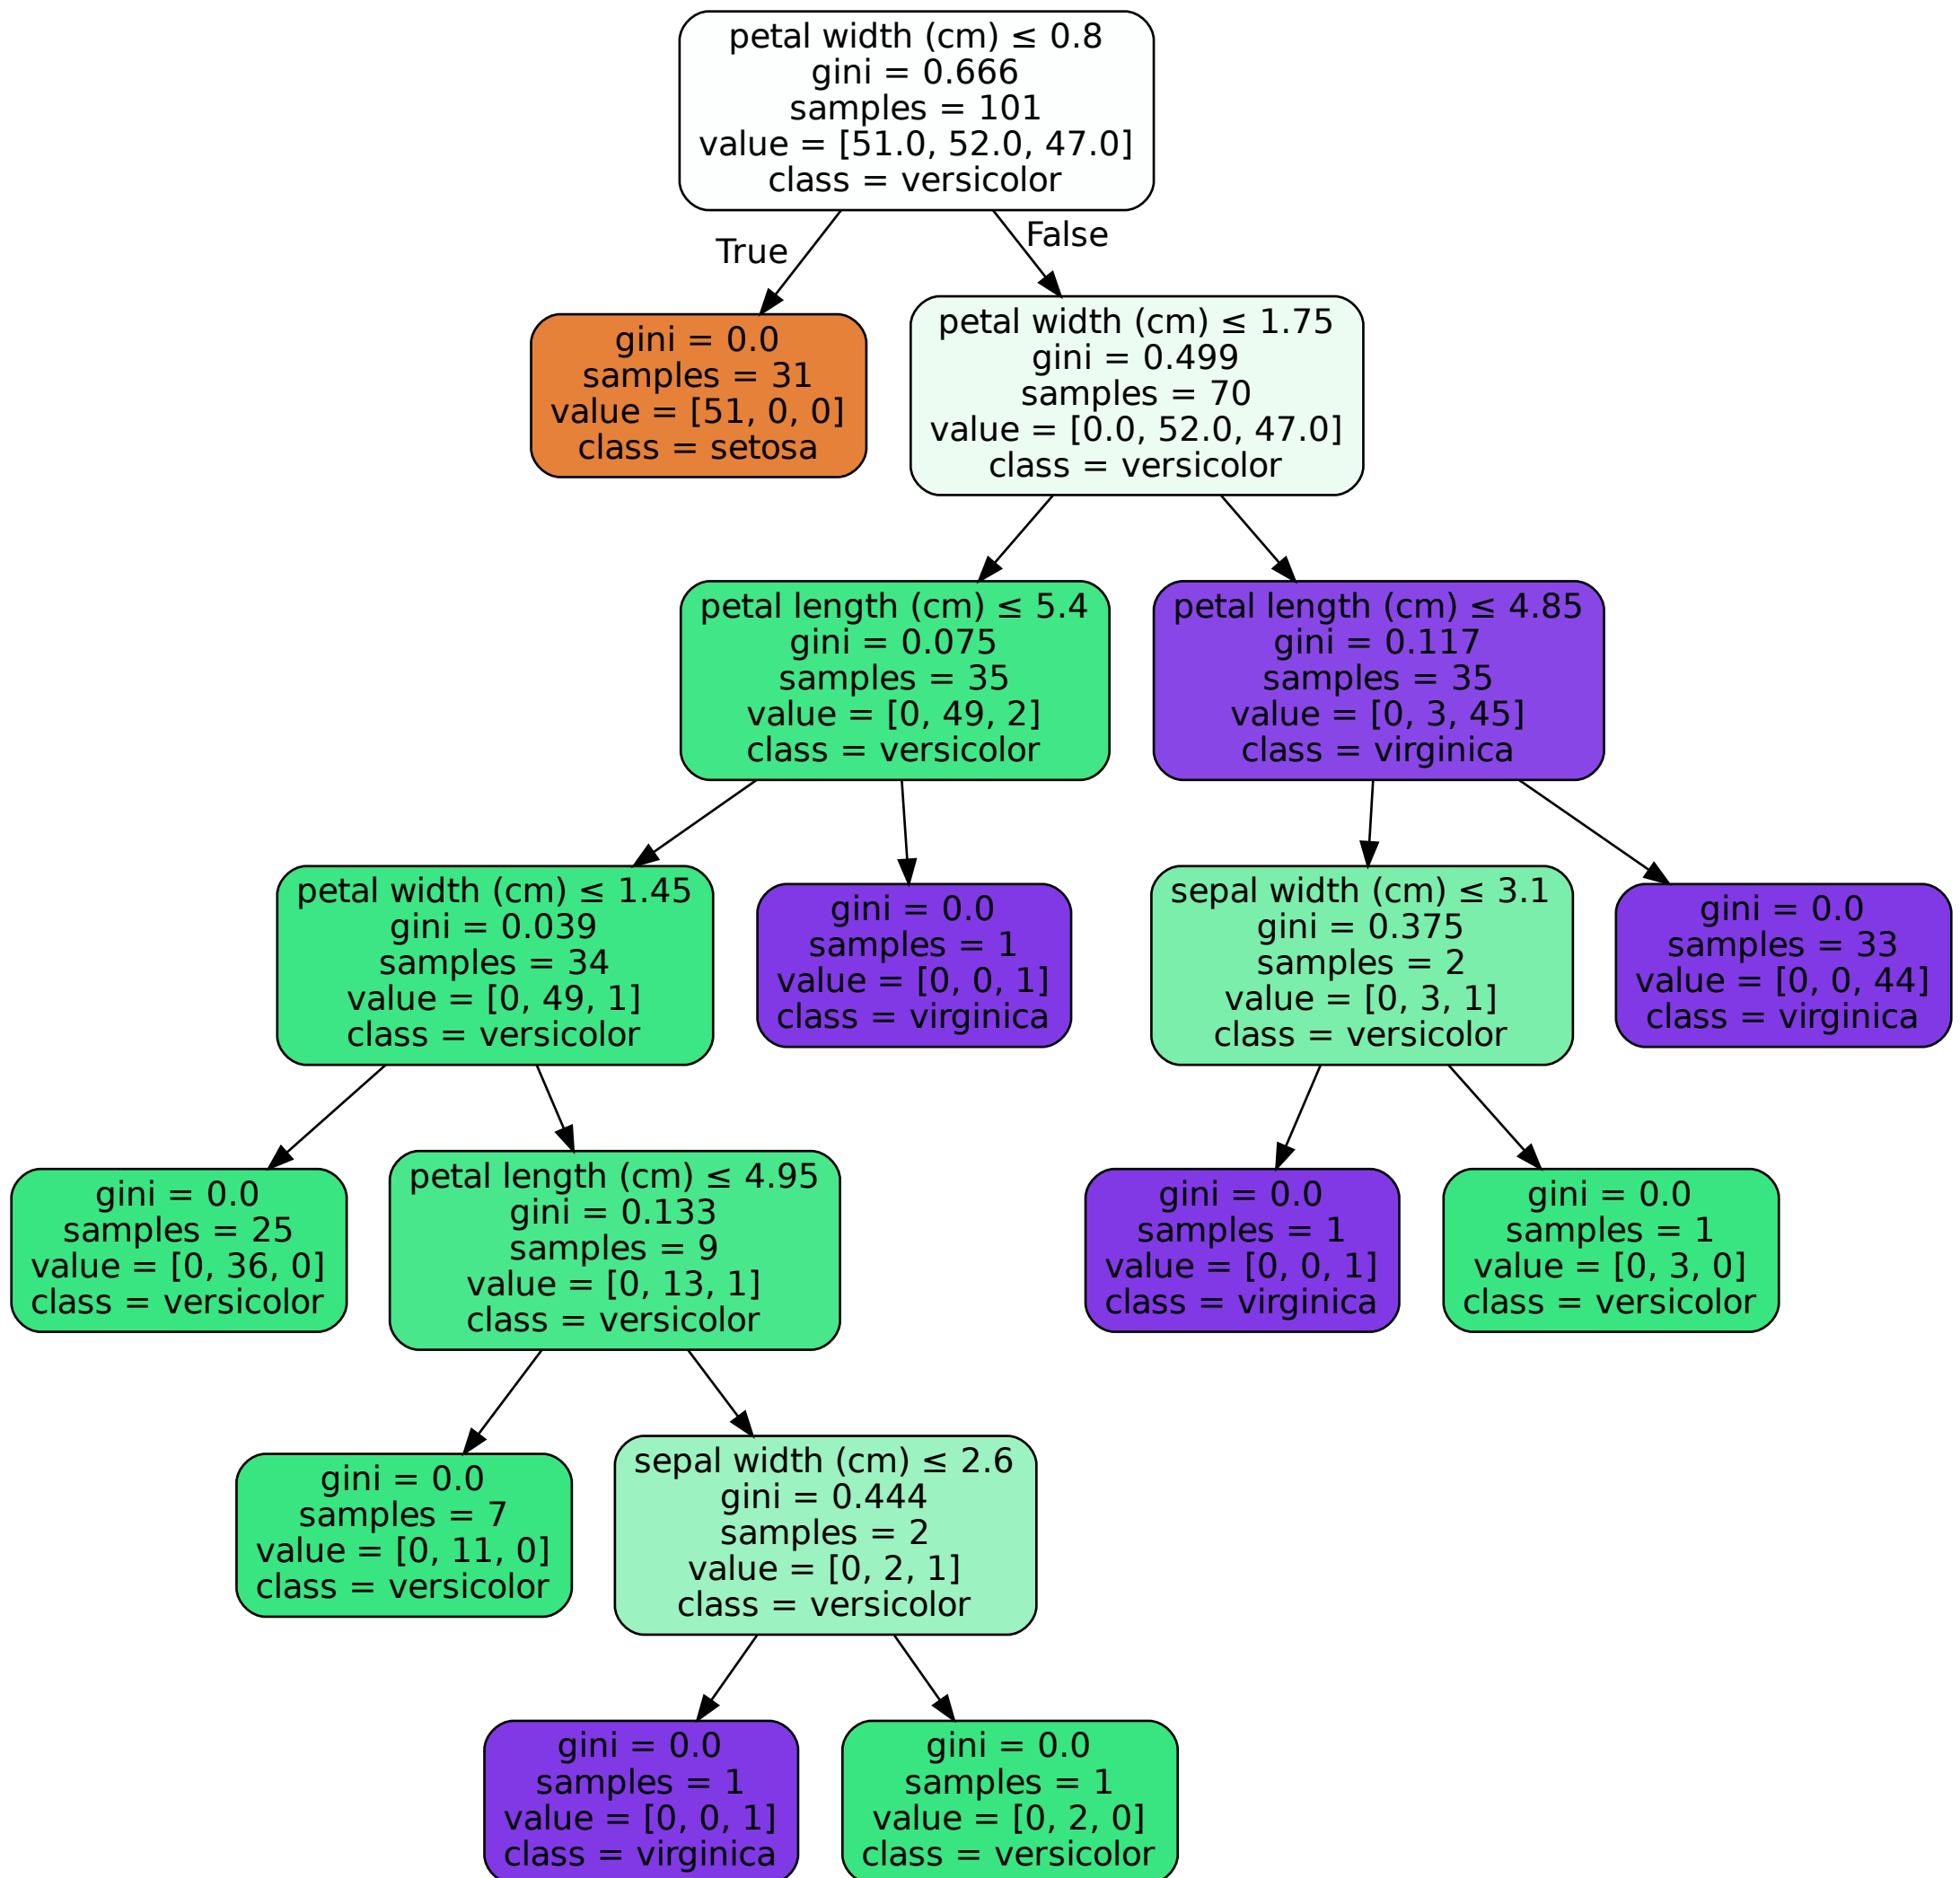 petal width (cm) ≤ 0.8
gini = 0.666
samples = 101
value = [51.0, 52.0, 47.0]
class = versicolor
True
False
gini = 0.0
samples = 31
value = [51, 0, 0]
class = setosa
petal width (cm) ≤ 1.75
gini = 0.499
samples = 70
value = [0.0, 52.0, 47.0]
class = versicolor
petal length (cm) ≤ 5.4
gini = 0.075
samples = 35
value = [0, 49, 2]
class = versicolor
petal length (cm) ≤ 4.85
gini = 0.117
samples = 35
value = [0, 3, 45]
class = virginica
petal width (cm) ≤ 1.45
gini = 0.039
samples = 34
value = [0, 49, 1]
class = versicolor
gini = 0.0
samples = 1
value = [0, 0, 1]
class = virginica
sepal width (cm) ≤ 3.1
gini = 0.375
samples = 2
value = [0, 3, 1]
class = versicolor
gini = 0.0
samples = 33
value = [0, 0, 44]
class = virginica
gini = 0.0
samples = 25
value = [0, 36, 0]
class = versicolor
petal length (cm) ≤ 4.95
gini = 0.133
samples = 9
value = [0, 13, 1]
class = versicolor
gini = 0.0
samples = 1
value = [0, 0, 1]
class = virginica
gini = 0.0
samples = 1
value = [0, 3, 0]
class = versicolor
gini = 0.0
samples = 7
value = [0, 11, 0]
class = versicolor
sepal width (cm) ≤ 2.6
gini = 0.444
samples = 2
value = [0, 2, 1]
class = versicolor
gini = 0.0
samples = 1
value = [0, 0, 1]
class = virginica
gini = 0.0
samples = 1
value = [0, 2, 0]
class = versicolor